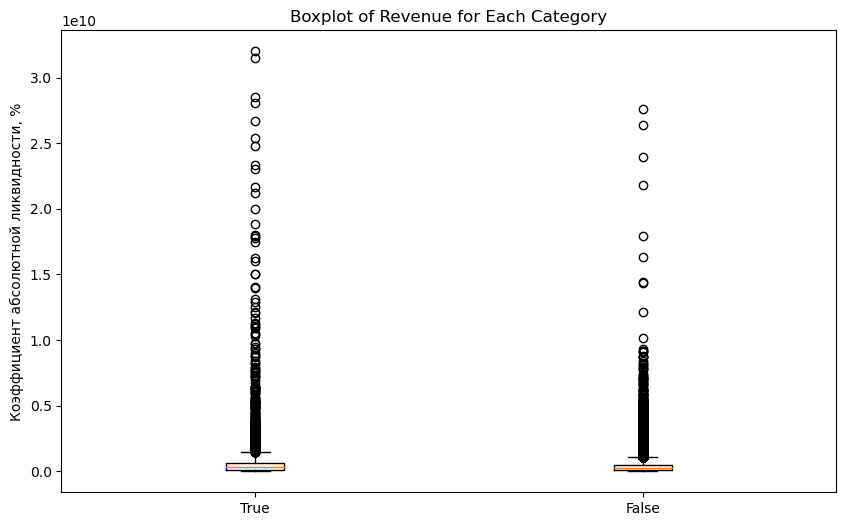 Boxplot of Revenue for Each Category
1e10
Коэффициент абсолютной ликвидности, %
3.0
2.5
2.0
1.5
1.0
0.5
0.0
True False